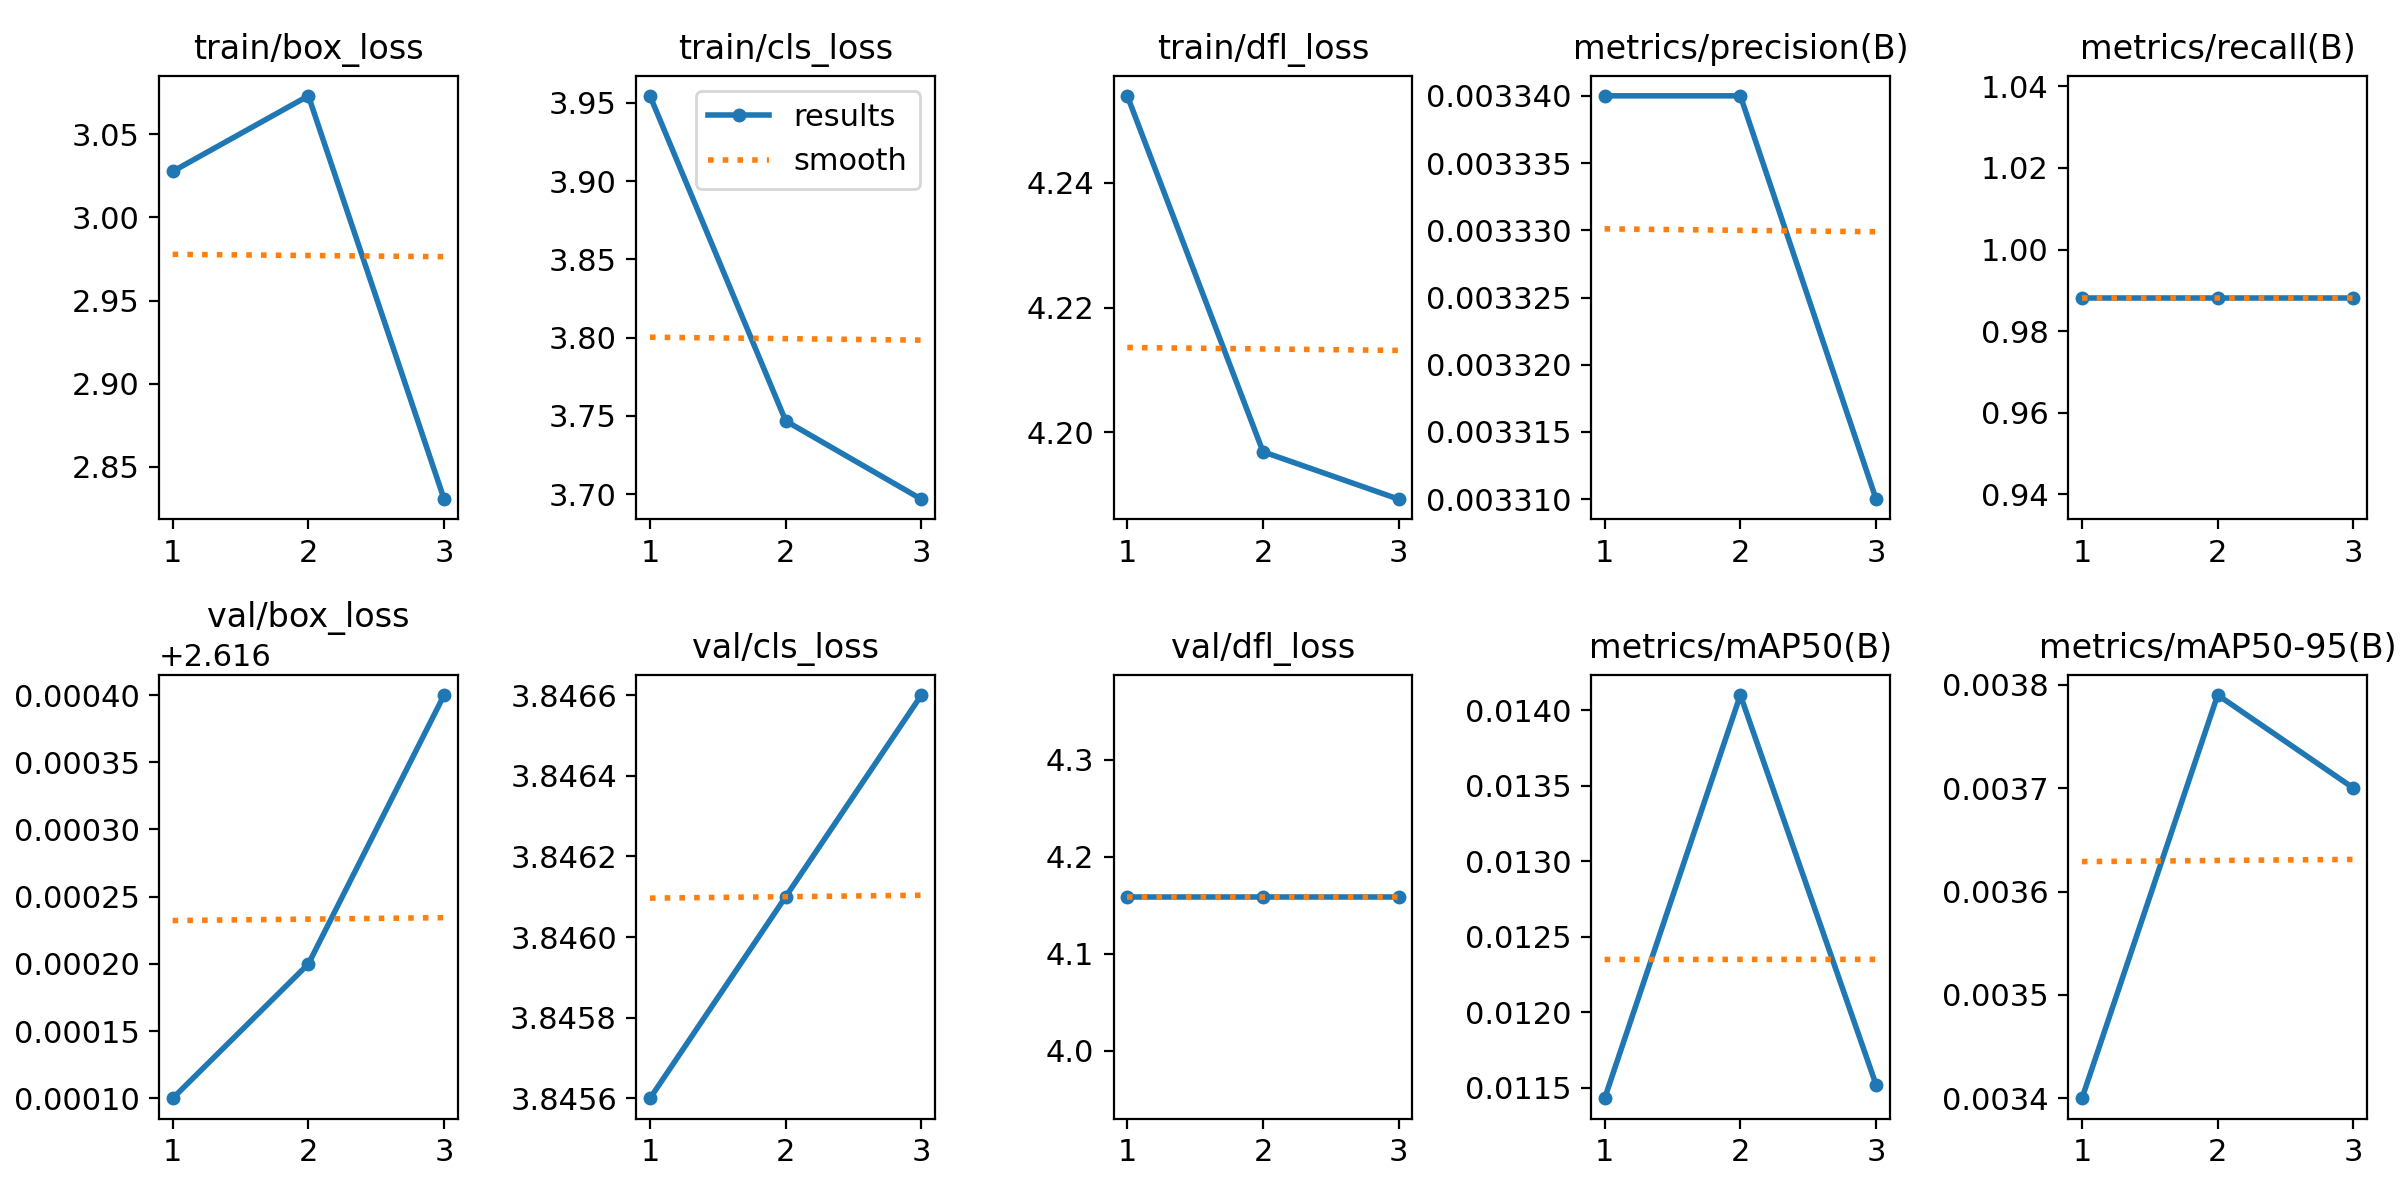 train/box_loss
3.05
3.00
2.95
2.90
2.85
1 2 3
train/cls_loss
results
smooth
3.95
3.90
3.85
3.80
3.75
3.70
1 2 3
train/dfl_loss
4.24
4.22
4.20
1 2 3
metrics/precision(B)
0.003340
0.003335
0.003330
0.003325
0.003320
0.003315
0.003310
1 2 3
metrics/recall(B)
1.04
1.02
1.00
0.98
0.96
0.94
1 2 3
val/box_loss
+2.616
0.00040
0.00035
0.00030
0.00025
0.00020
0.00015
0.00010
1 2 3
val/cls_loss
3.8466
3.8464
3.8462
3.8460
3.8458
3.8456
1 2 3
val/dfl_loss
4.3
4.2
4.1
4.0
1 2 3
metrics/mAP50(B)
0.0140
0.0135
0.0130
0.0125
0.0120
0.0115
1 2 3
metrics/mAP50-95(B)
0.0038
0.0037
0.0036
0.0035
0.0034
1 2 3